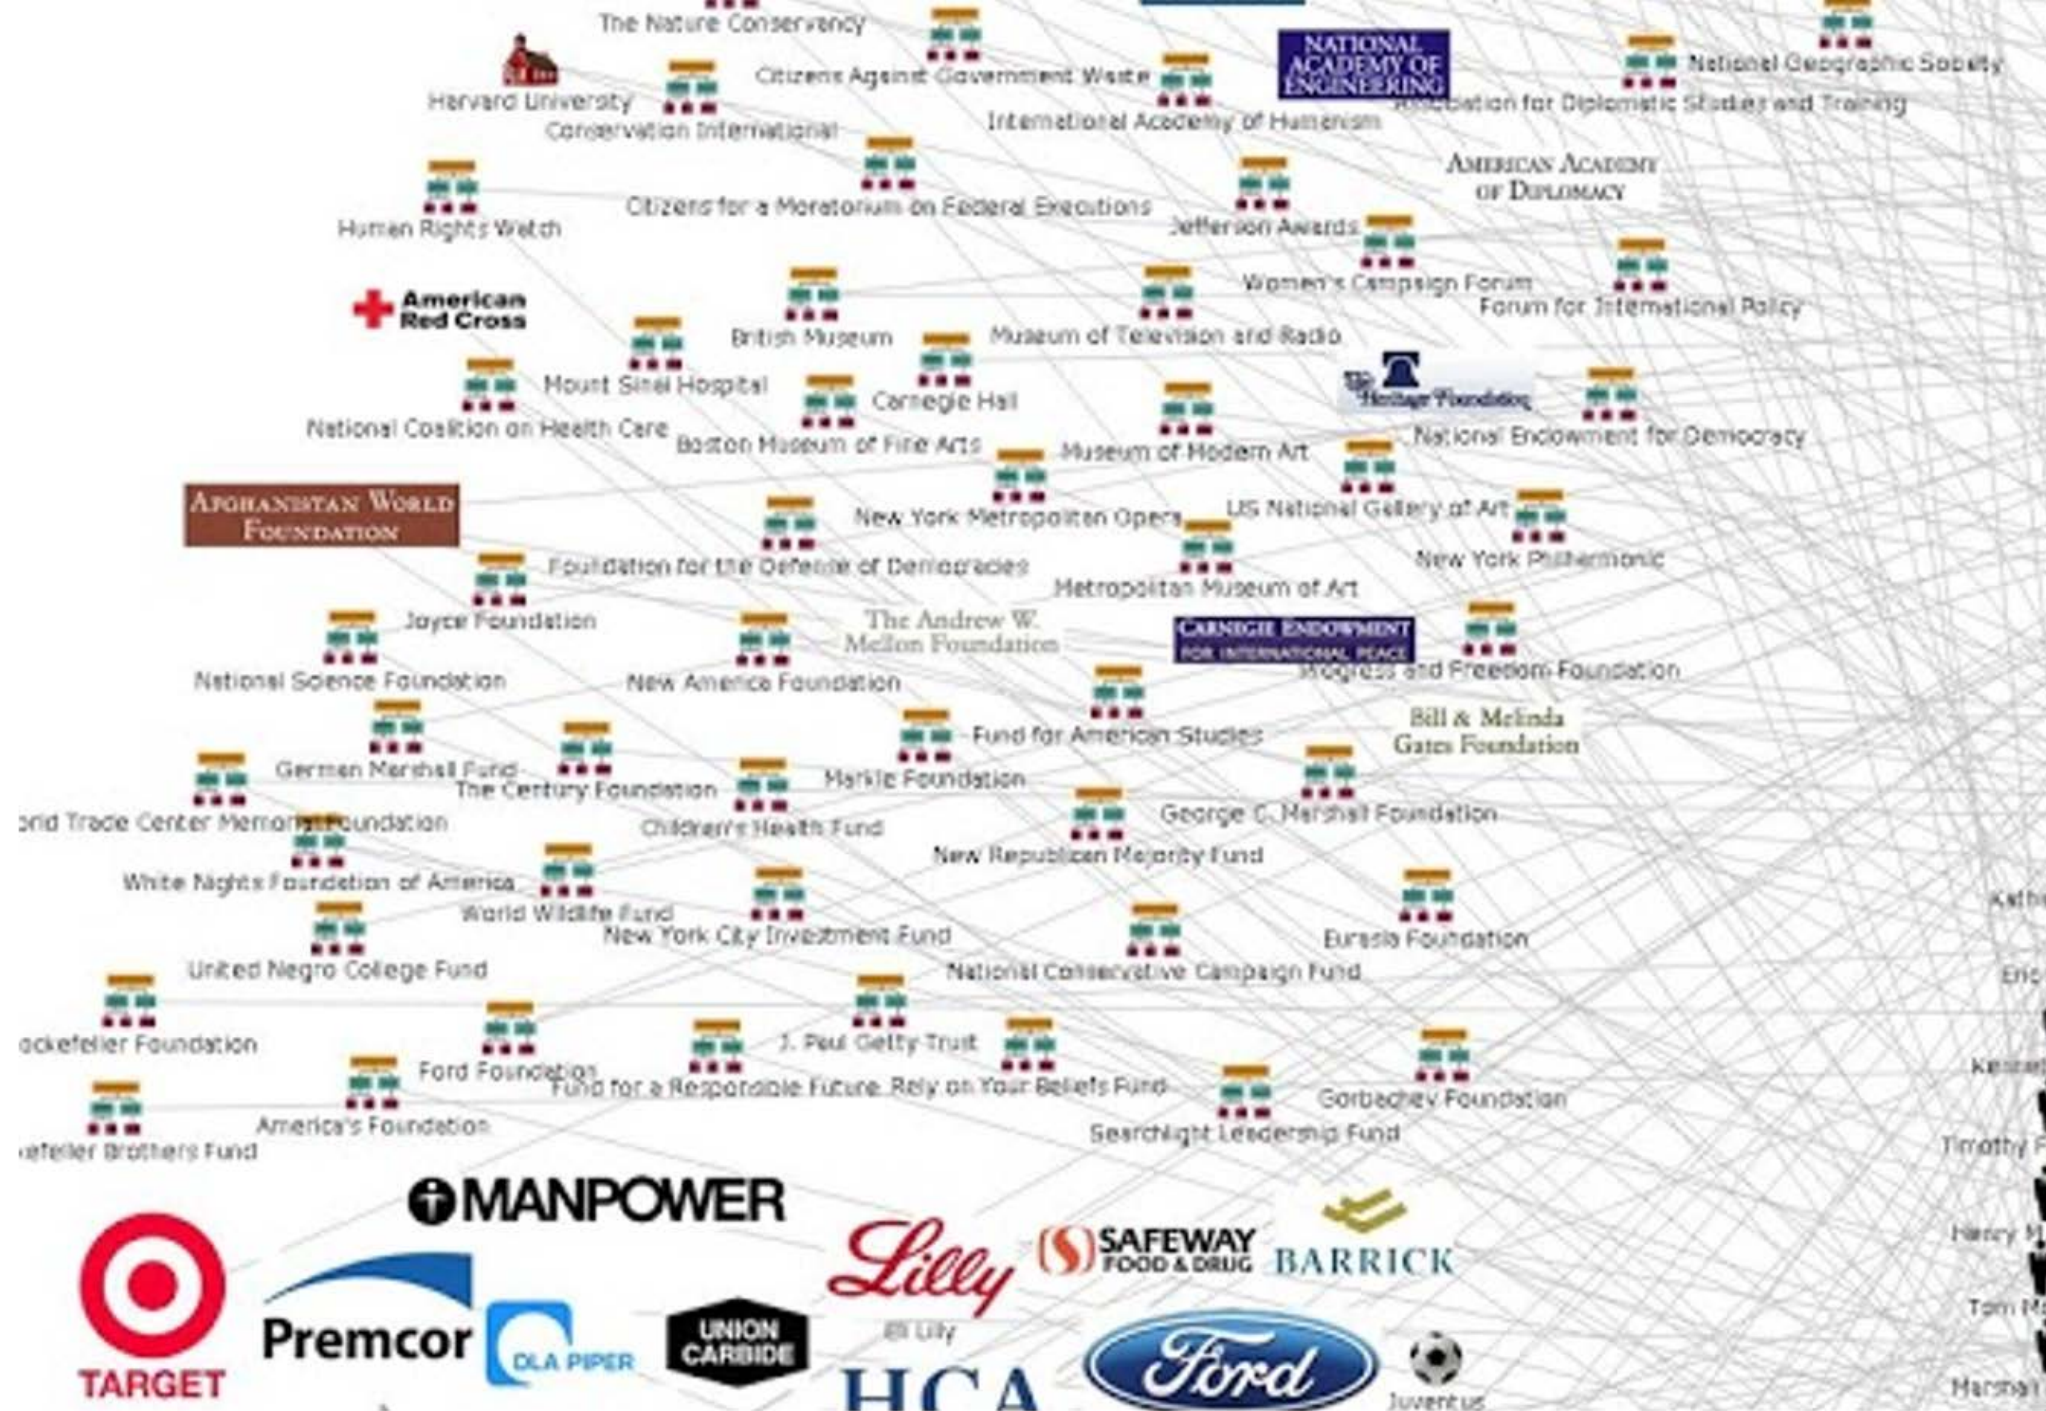 The Nature Conservancy
NATIONAL
ACADEMY OF
ENGINEERING
National Geographic Society
Citizens Against Government Waste
Harvard University
Association for Diplomatic Studies and Training
International Academy of Humanism
Conservation International
AMERICAN ACADEMY
OF DIPLOMACY
Citizens for a Moratorium on Federal Executions
Human Rights Watch
Jefferson Awards
Women's Campaign Forum
Forum for International Policy
American
Red Cross
British Museum
Museum of Television and Radio
Mount Sinai Hospital
The
Heritage Foundation
Carnegie Hall
National Coalition on Health Care
Boston Museum of Fine Arts
Museum of Modern Art
National Endowment for Democracy
AFGHANISTAN WORLD
FOUNDATION
New York Metropolitan Opera
US National Gallery of Art
New York Philharmonic
Foundation for the Defense of Democracies
Metropolitan Museum of Art
Joyce Foundation
The Andrew W.
Mellon Foundation
CARNEGIE ENDOWMENT
FOR INTERNATIONAL PEACE
Progress and Freedom Foundation
National Science Foundation
New America Foundation
Fund for American Studies
Bill & Melinda
Gates Foundation
German Marshall Fund
The Century Foundation
Markle Foundation
orld Trade Center Memorial Foundation
Children's Health Fund
George C. Marshall Foundation
New Republican Majority Fund
White Nights Foundation of America
World Wildlife Fund
New York City Investment Fund
Eurasia Foundation
United Negro College Fund
National Conservative Campaign Fund
Eric
ockefeller Foundation
J. Paul Getty Trust
Ford Foundation
Fund for a Responsible Future
Rely on Your Beliefs Fund
Gorbachev Foundation
America's Foundation
Searchlight Leadership Fund
kefeller Brothers Fund
Timothy F
MANPOWER
TARGET
Premcor
DLA PIPER
UNION
CARBIDE
Lilly
Eli Lilly
SAFEWAY
FOOD & DRUG
BARRICK
Henry M
HCA
Ford
Juventus
Tom M
Marshall